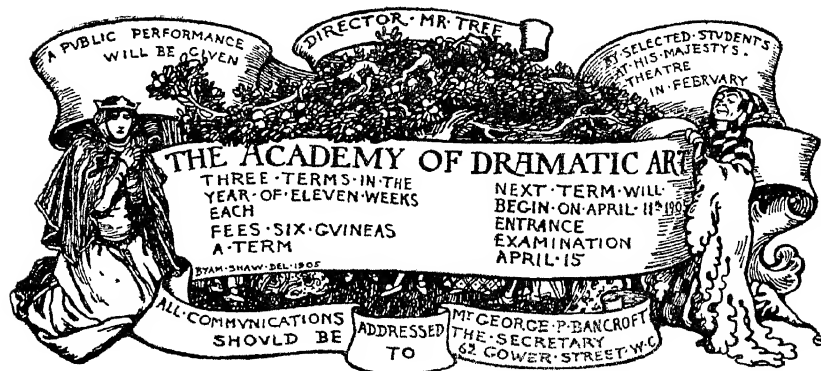 A PVBLIC PERFORMANCE
WILL BE GIVEN
DIRECTOR · MR · TREE
BY · SELECTED · STUDENTS
AT · HIS · MAJESTYS ·
THEATRE
IN · FEBRVARY
THE ACADEMY OF DRAMATIC ART
THREE · TERMS · IN · THE
YEAR · OF · ELEVEN · WEEKS
EACH
FEES · SIX · GVINEAS
A · TERM
BYAM · SHAW · DEL · 1905
NEXT · TERM · WILL
BEGIN · ON · APRIL · 11th
ENTRANCE
EXAMINATION
APRIL · 15
ALL · COMMVNICATIONS
SHOULD BE
ADDRESSED
TO
Mr GEORGE · P · BANCROFT
THE SECRETARY
62 GOWER · STREET · W · C